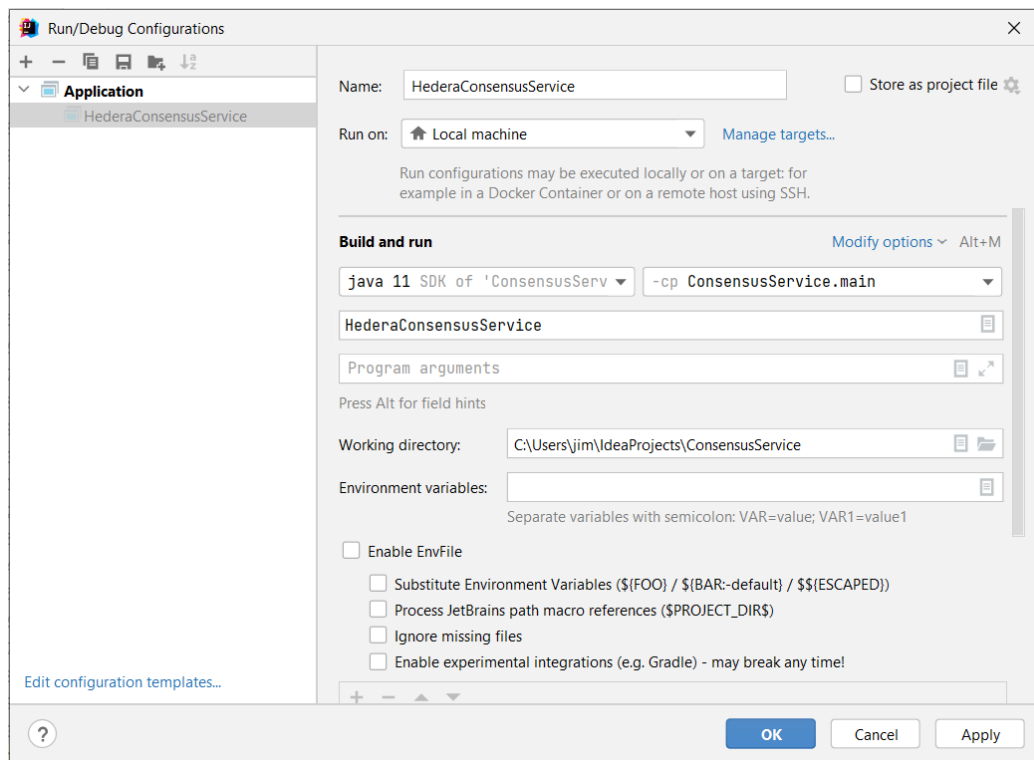 Run/Debug Configurations
Application
HederaConsensusService
Edit configuration templates...
Name: HederaConsensusService Store as project file
Run on: Local machine Manage targets...
Run configurations may be executed locally or on a target: for
example in a Docker Container or on a remote host using SSH.
Build and run Modify options Alt+M
java 11 SDK of 'ConsensusServ -cp ConsensusService.main
HederaConsensusService
Program arguments
Press Alt for field hints
Working directory: C:\Users\jim\IdeaProjects\ConsensusService
Environment variables:
Separate variables with semicolon: VAR=value; VAR1=value1
Enable EnvFile
Substitute Environment Variables (${FOO} / ${BAR:-default} / $${ESCAPED})
Process JetBrains path macro references ($PROJECT_DIR$)
Ignore missing files
Enable experimental integrations (e.g. Gradle) - may break any time!
? OK Cancel Apply